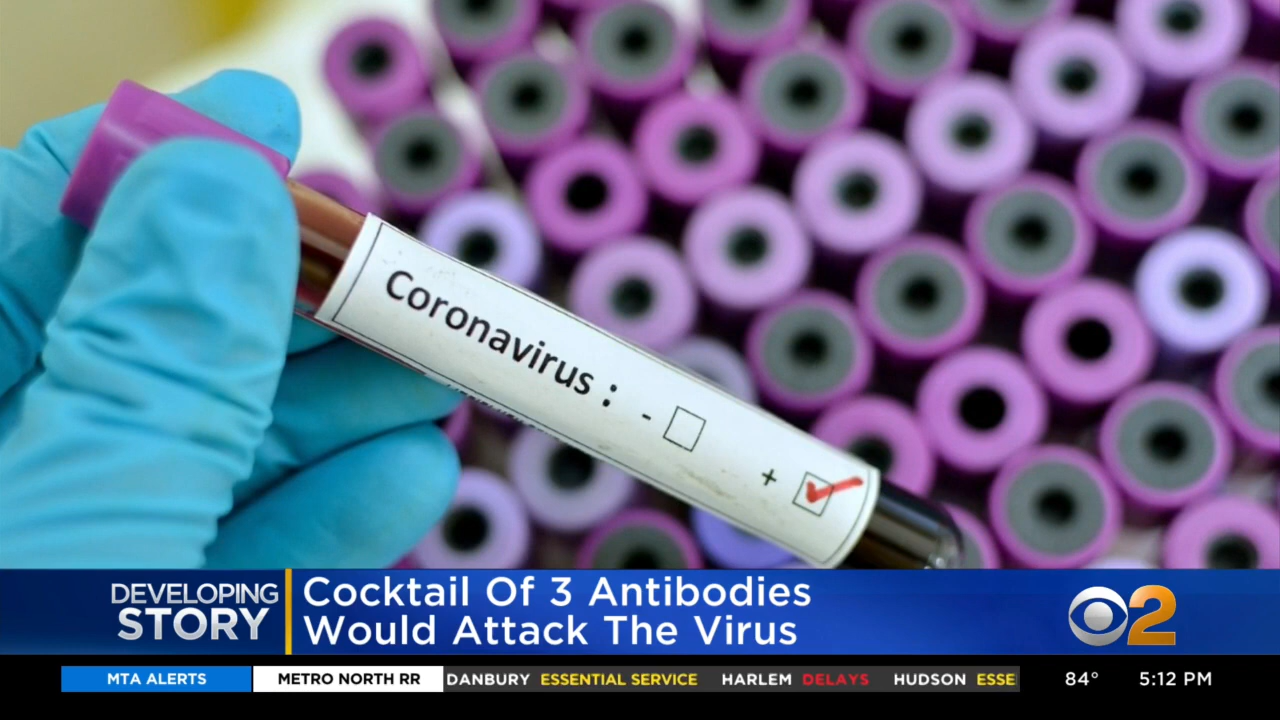 Coronavirus :
-
+
DEVELOPING
STORY
Cocktail Of 3 Antibodies
Would Attack The Virus
2
MTA ALERTS METRO NORTH RR DANBURY ESSENTIAL SERVICE HARLEM DELAYS HUDSON ESSE 84° 5:12 PM